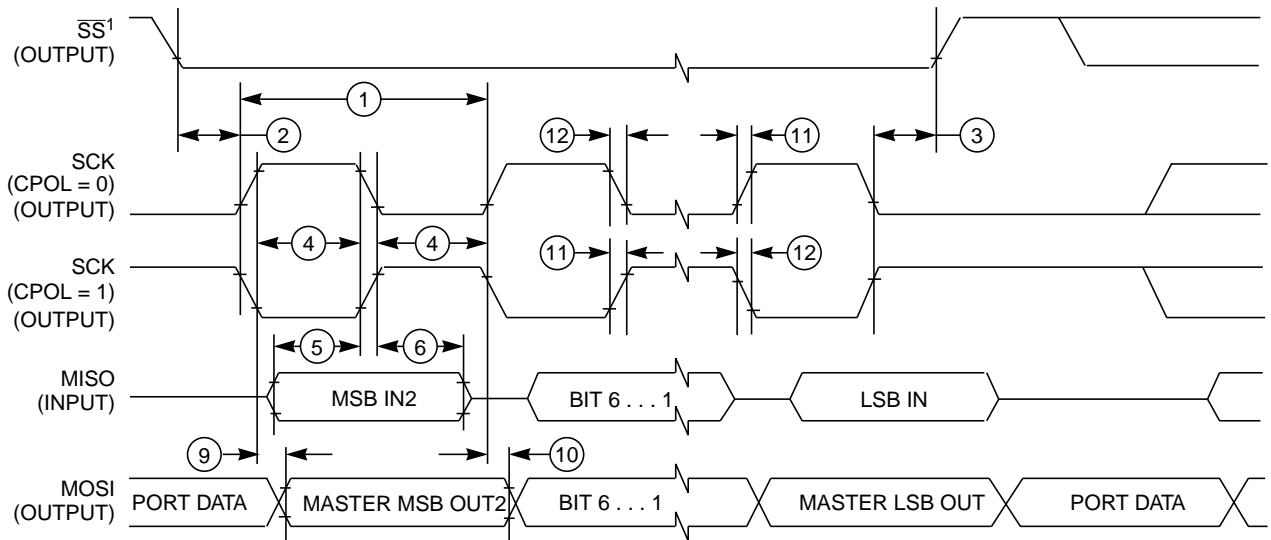 SS1
(OUTPUT)
1
2
12
11
3
SCK
(CPOL = 0)
(OUTPUT)
4
4
SCK
(CPOL = 1)
(OUTPUT)
11
12
5
6
MISO
(INPUT)
MSB IN2
BIT 6 . . . 1
LSB IN
9
10
MOSI
(OUTPUT)
PORT DATA
MASTER MSB OUT2
BIT 6 . . . 1
MASTER LSB OUT
PORT DATA